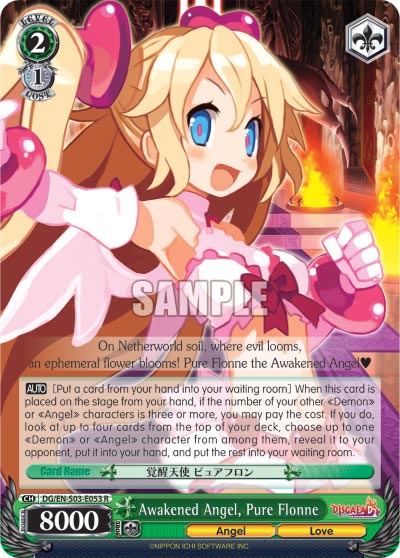 LEVEL
2
1
COST
SAMPLE
On Netherworld soil, where evil looms,
an ephemeral flower blooms! Pure Flonne the Awakened Angel♥
AUTO [Put a card from your hand into your waiting room] When this card is
placed on the stage from your hand, if the number of your other «Demon»
or «Angel» characters is three or more, you may pay the cost. If you do,
look at up to four cards from the top of your deck, choose up to one
«Demon» or «Angel» character from among them, reveal it to your
opponent, put it into your hand, and put the rest into your waiting room.
Card Name 覚醒天使 ピュアフロン
CH DG/EN-S03-E053 R
POWER 8000 SOUL Awakened Angel, Pure Flonne DISGAEA D2
Angel Love
©NIPPON ICHI SOFTWARE INC.